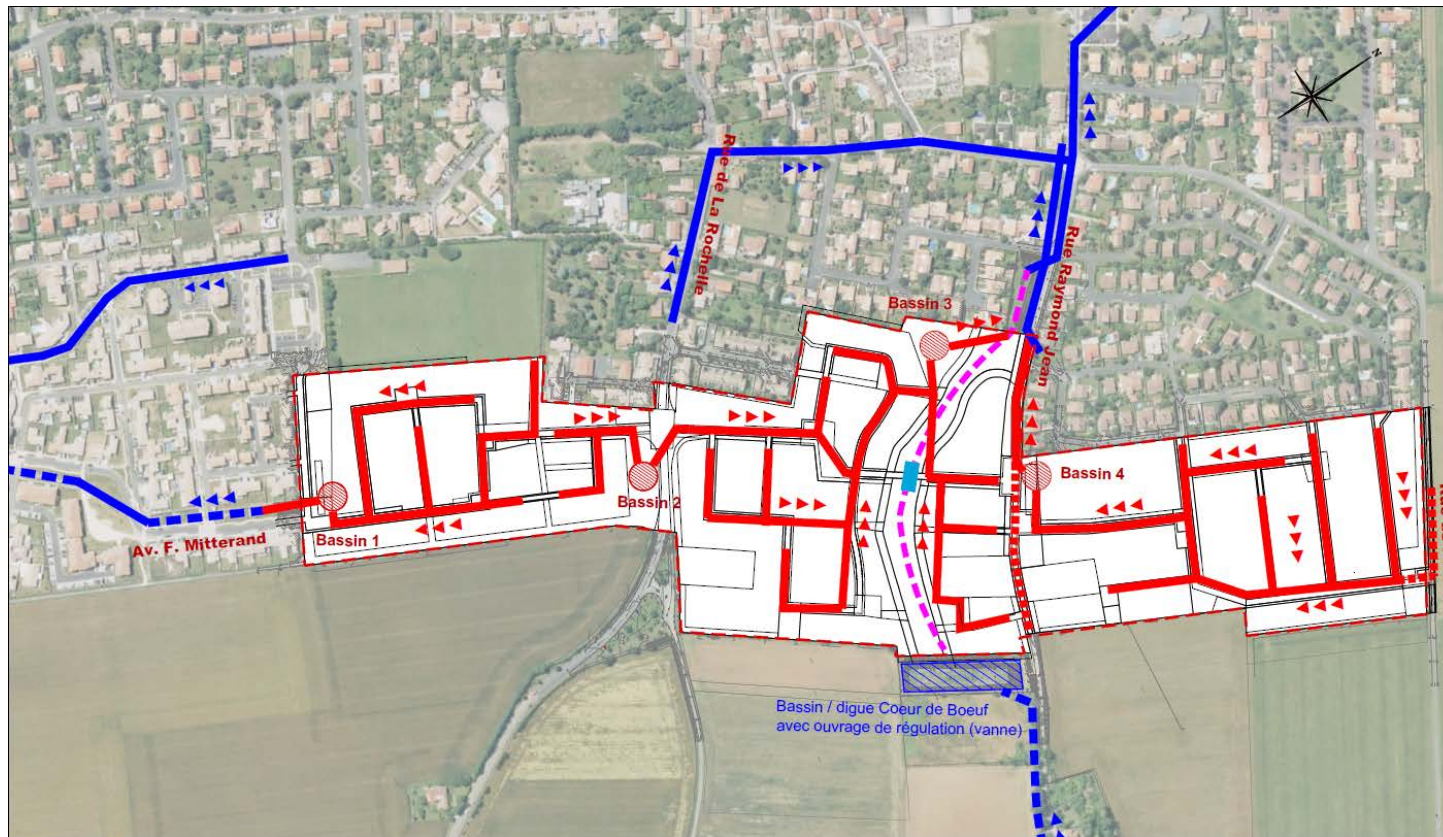 N
Rue de La Rochelle
Rue Raymond Jean
Bassin 3
Bassin 4
Bassin 2
Bassin 1
Av. F. Mitterand
Bassin / digue Coeur de Boeuf
avec ouvrage de régulation (vanne)